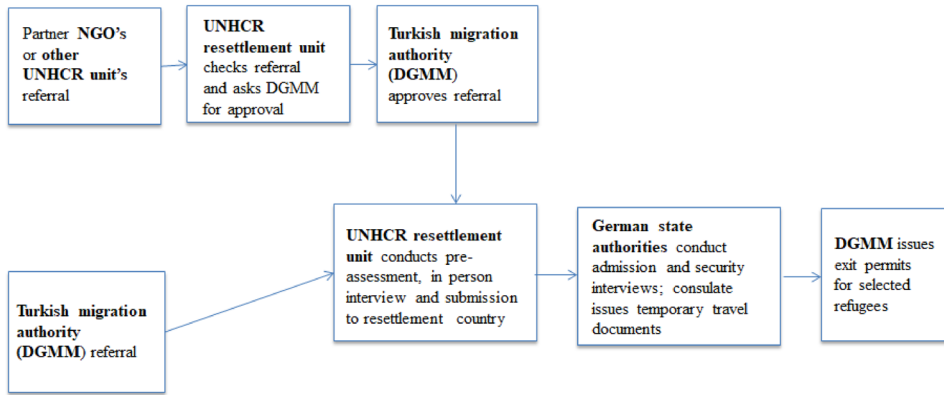 Partner NGO's
or other
UNHCR unit's
referral
UNHCR
resettlement unit
checks referral
and asks DGMM
for approval
Turkish migration
authority
(DGMM)
approves referral
UNHCR resettlement
unit conducts pre-
assessment, in person
interview and submission
to resettlement country
German state
authorities conduct
admission and security
interviews; consulate
issues temporary travel
documents
DGMM issues
exit permits
for selected
refugees
Turkish migration
authority
(DGMM) referral